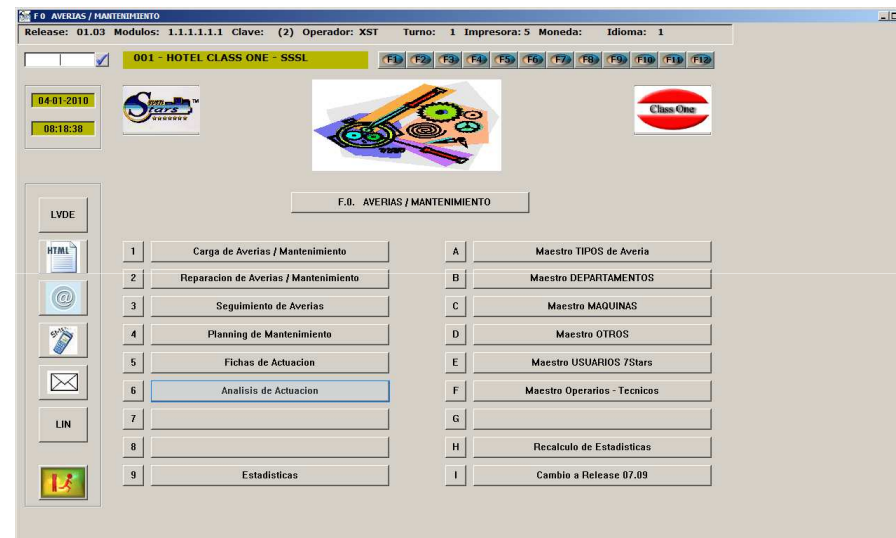 F 0 AVERIAS / MANTENIMIENTO
Release: 01.03 Modulos: 1.1.1.1.1.1 Clave: (2) Operador: XST Turno: 1 Impresora: 5 Moneda: Idioma: 1
001 - HOTEL CLASS ONE - SSSL F1 F2 F3 F4 F5 F6 F7 F8 F9 F10 F11 F12
04-01-2010
08:18:38
Stars
TM
Class One
F.0. AVERIAS / MANTENIMIENTO
LVDE
HTML
@
SMS
LIN
1 Carga de Averias / Mantenimiento
2 Reparacion de Averias / Mantenimiento
3 Seguimiento de Averias
4 Planning de Mantenimiento
5 Fichas de Actuacion
6 Analisis de Actuacion
7
8
9 Estadisticas
A Maestro TIPOS de Averia
B Maestro DEPARTAMENTOS
C Maestro MAQUINAS
D Maestro OTROS
E Maestro USUARIOS 7Stars
F Maestro Operarios - Tecnicos
G
H Recalculo de Estadisticas
I Cambio a Release 07.09